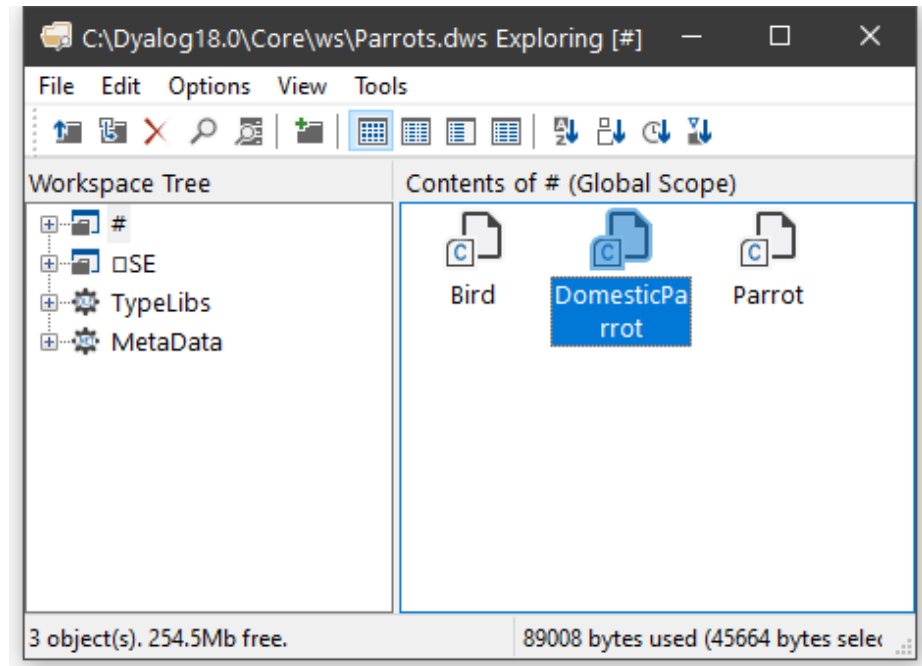 C:\Dyalog18.0\Core\ws\Parrots.dws Exploring [#]
File Edit Options View Tools
Workspace Tree
Contents of # (Global Scope)
#
⎕SE
TypeLibs
MetaData
Bird
DomesticPa
rrot
Parrot
3 object(s). 254.5Mb free.
89008 bytes used (45664 bytes selec